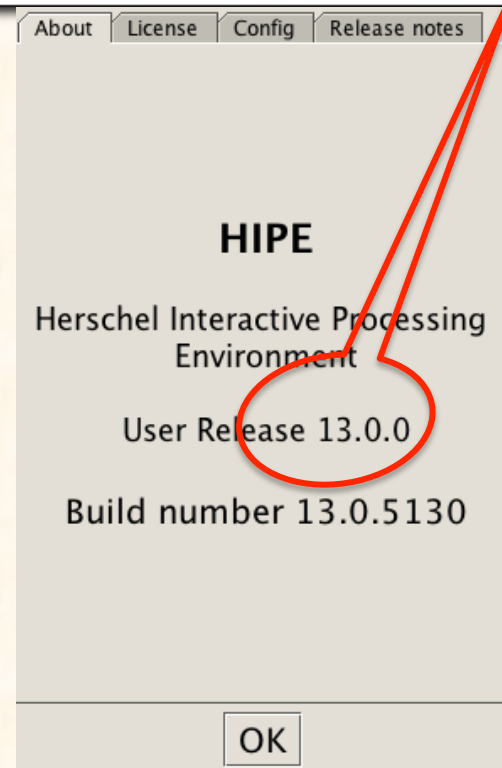 About License Config Release notes
HIPE
Herschel Interactive Processing
Environment
User Release 13.0.0
Build number 13.0.5130
OK